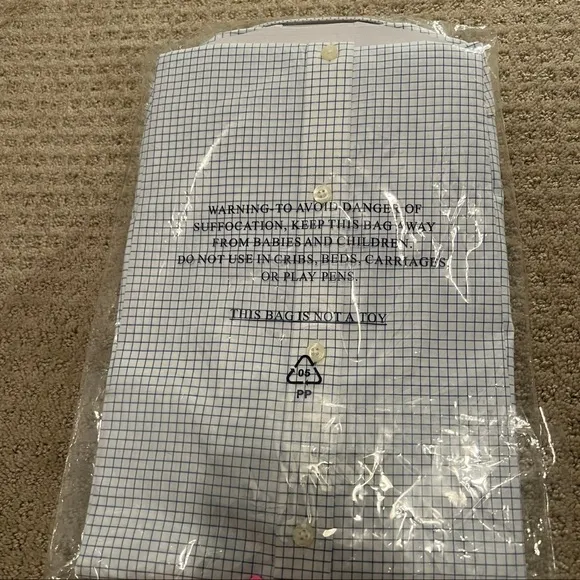 WARNING-TO AVOID DANGER OF
SUFFOCATION, KEEP THIS BAG AWAY
FROM BABIES AND CHILDREN.
DO NOT USE IN CRIBS, BEDS, CARRIAGES
OR PLAY PENS.
THIS BAG IS NOT A TOY
05
PP